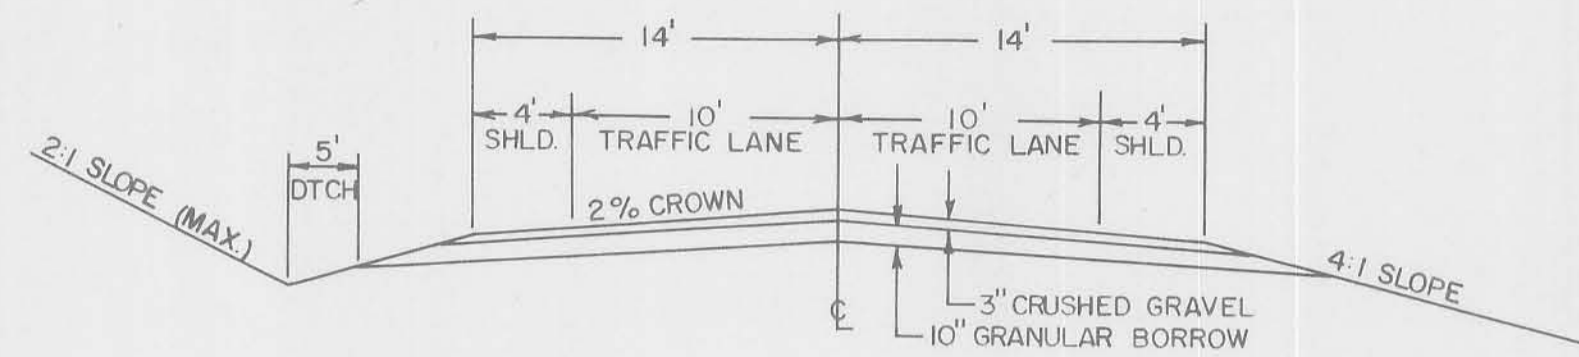 14' 14'
4' 10' 10' 4'
SHLD. TRAFFIC LANE TRAFFIC LANE SHLD.
5'
DTCH
2:1 SLOPE (MAX.)
2% CROWN
4:1 SLOPE
3" CRUSHED GRAVEL
10" GRANULAR BORROW
℄